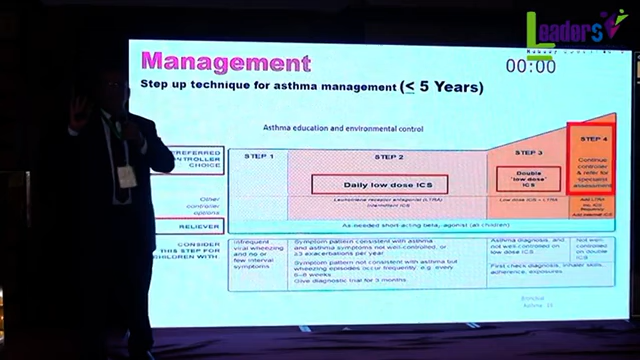 Leaders
Management
00:00
Step up technique for asthma management (< 5 Years)
Asthma education and environmental control
PREFERRED
CONTROLLER
CHOICE
STEP 1
STEP 2
STEP 3
STEP 4
Daily low dose ICS
Double
'low dose'
ICS
Continue
controller
& refer for
specialist
assessment
Other
controller
options
Leukotriene receptor antagonist (LTRA)
Intermittent ICS
Low dose ICS + LTRA
Add LTRA
Inc. ICS
frequency
Add intermit ICS
RELIEVER
As-needed short-acting beta2-agonist (all children)
CONSIDER
THIS STEP FOR
CHILDREN WITH:
Infrequent
viral wheezing
and no or
few interval
symptoms
Symptom pattern consistent with asthma
and asthma symptoms not well-controlled, or
≥3 exacerbations per year
Symptom pattern not consistent with asthma but
wheezing episodes occur frequently, e.g. every
6–8 weeks.
Give diagnostic trial for 3 months.
Asthma diagnosis, and
not well-controlled on
low dose ICS
First check diagnosis, inhaler skills,
adherence, exposures
Not well-
controlled
on double
ICS